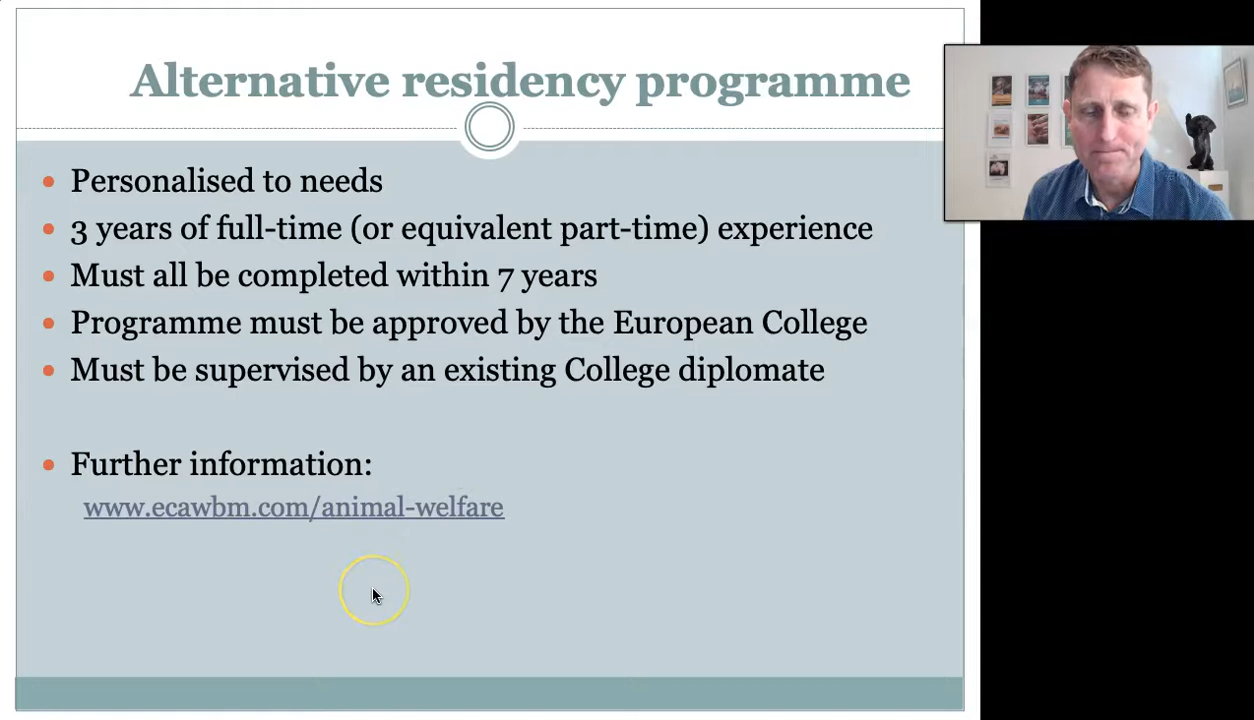 Alternative residency programme
Personalised to needs
3 years of full-time (or equivalent part-time) experience
Must all be completed within 7 years
Programme must be approved by the European College
Must be supervised by an existing College diplomate
Further information:
www.ecawbm.com/animal-welfare